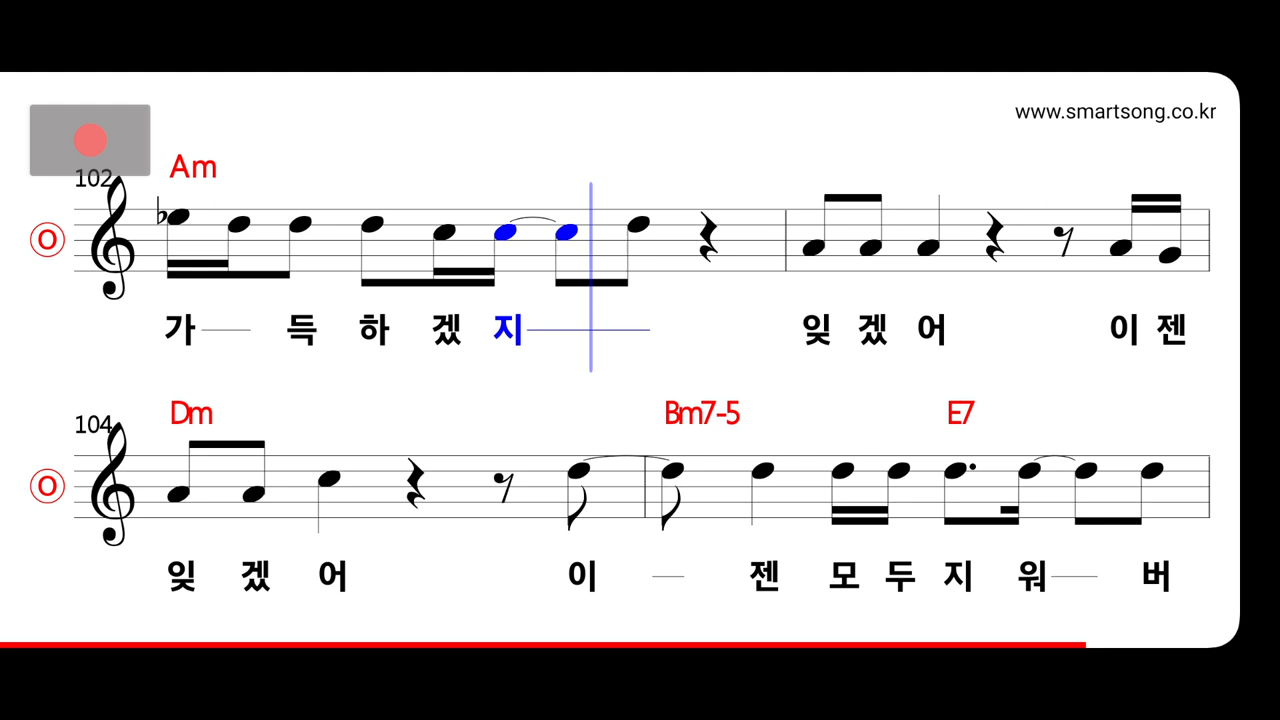 www.smartsong.co.kr
102
Am
O
가 득 하 겠 지 잊 겠 어 이 젠
104
Dm Bm7-5 E7
O
잊 겠 어 이 젠 모 두 지 워 버